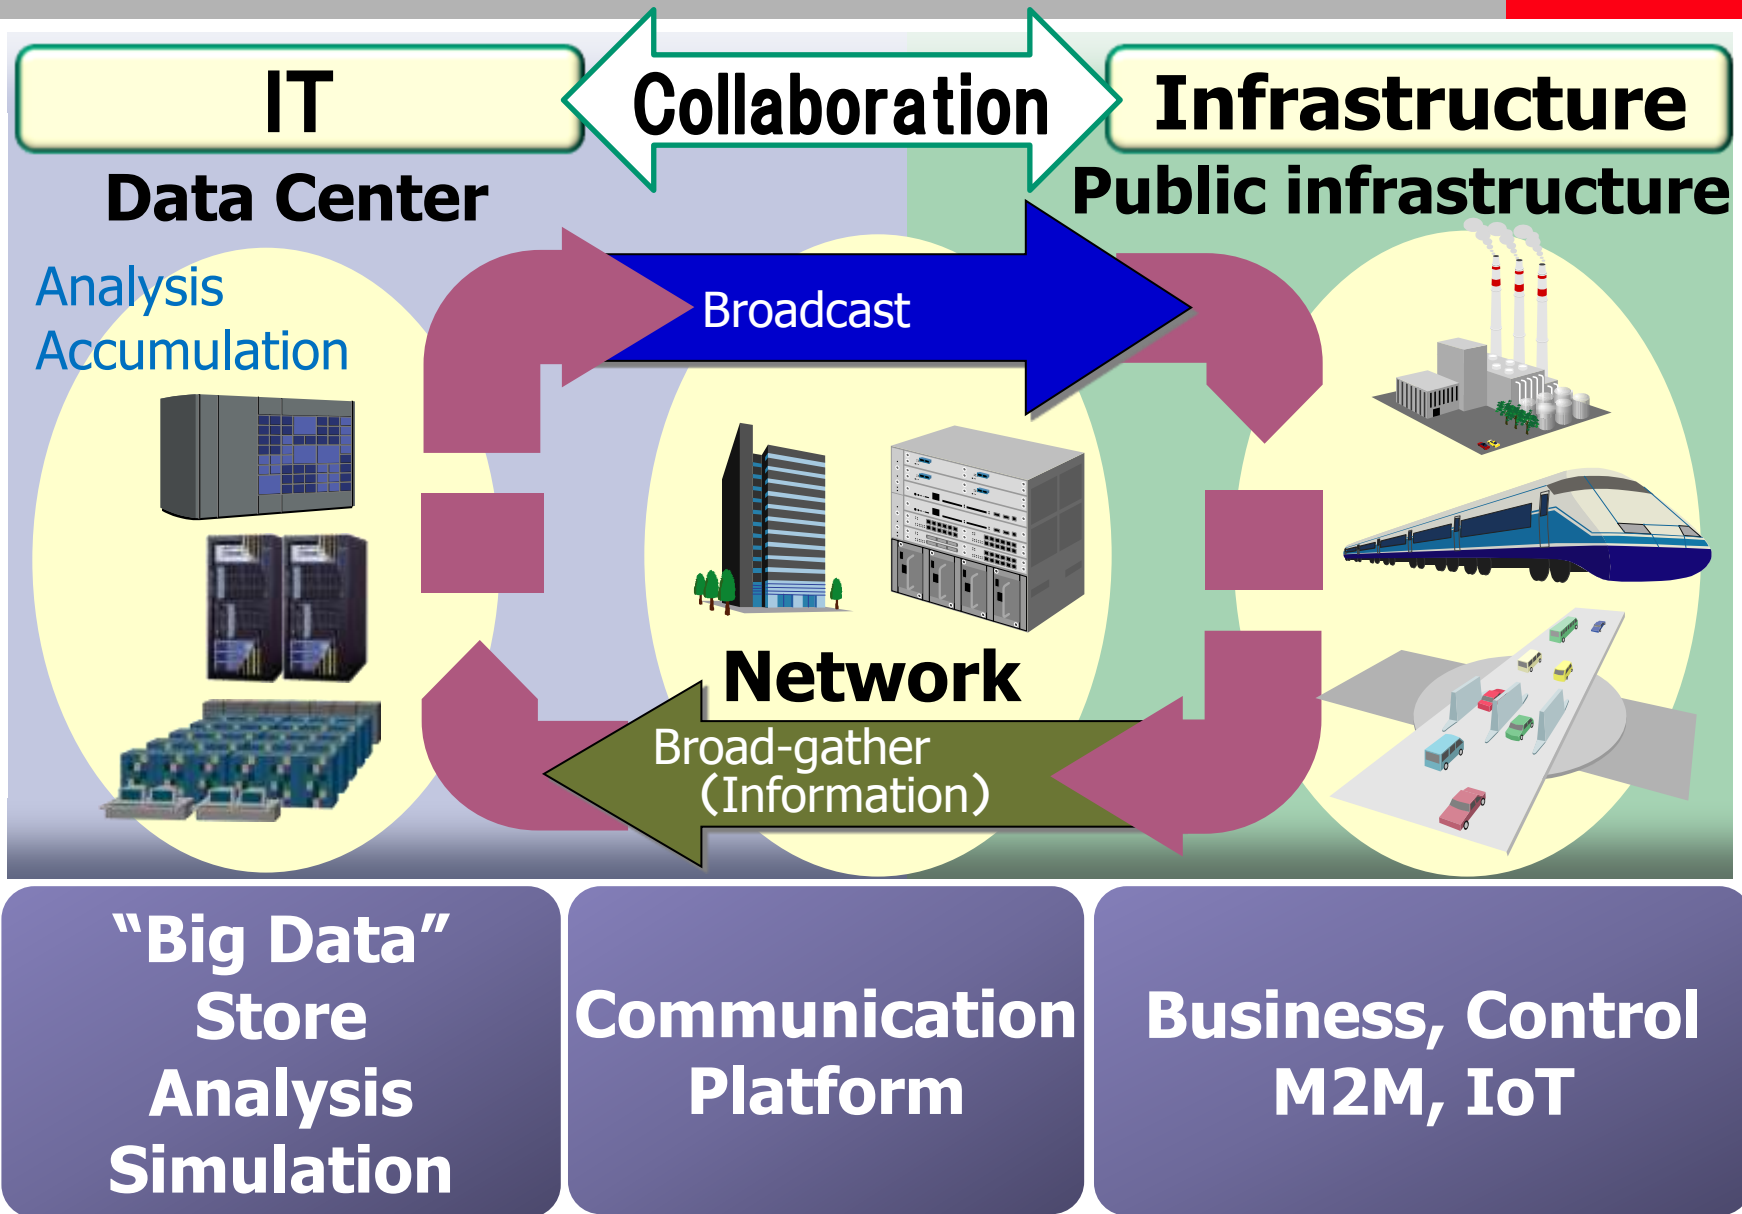 IT
Collaboration
Infrastructure
Data Center
Public infrastructure
Analysis
Accumulation
Broadcast
Network
Broad-gather
(Information)
“Big Data”
Store
Analysis
Simulation
Communication
Platform
Business, Control
M2M, IoT